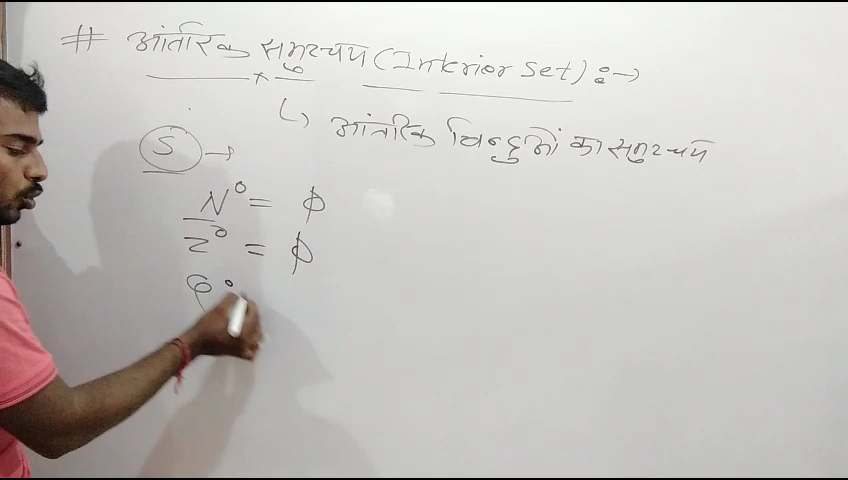 # आंतरिक समुच्चय (Interior Set) :→
↳ आंतरिक बिन्दुओं का समुच्चय
S →
N° = ϕ
Z° = ϕ
Q°